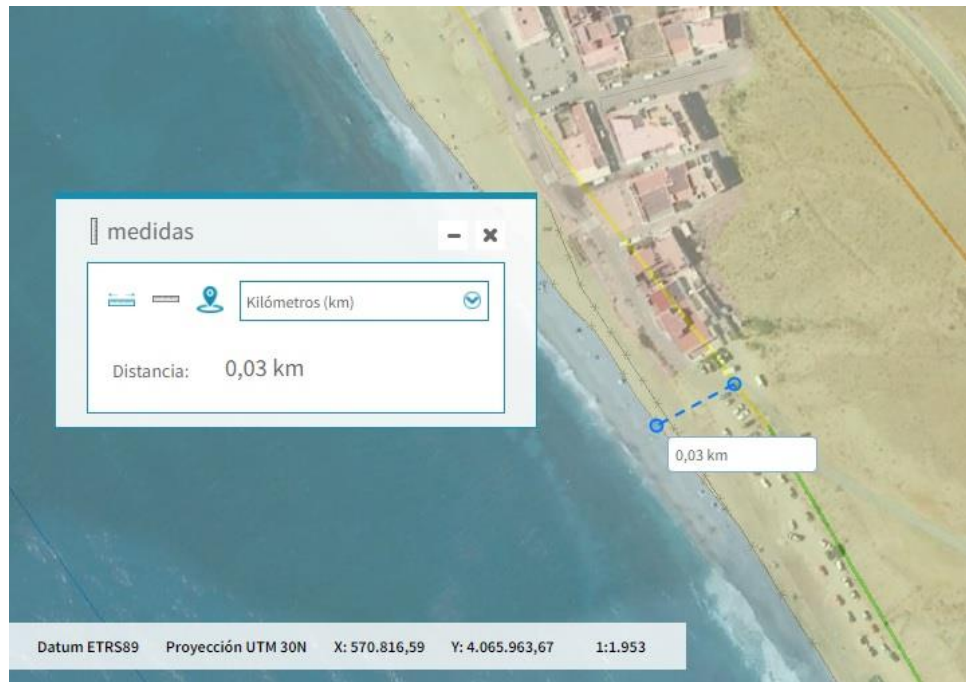 medidas
Kilómetros (km)
Distancia: 0,03 km
0,03 km
Datum ETRS89 Proyección UTM 30N X: 570.816,59 Y: 4.065.963,67 1:1.953